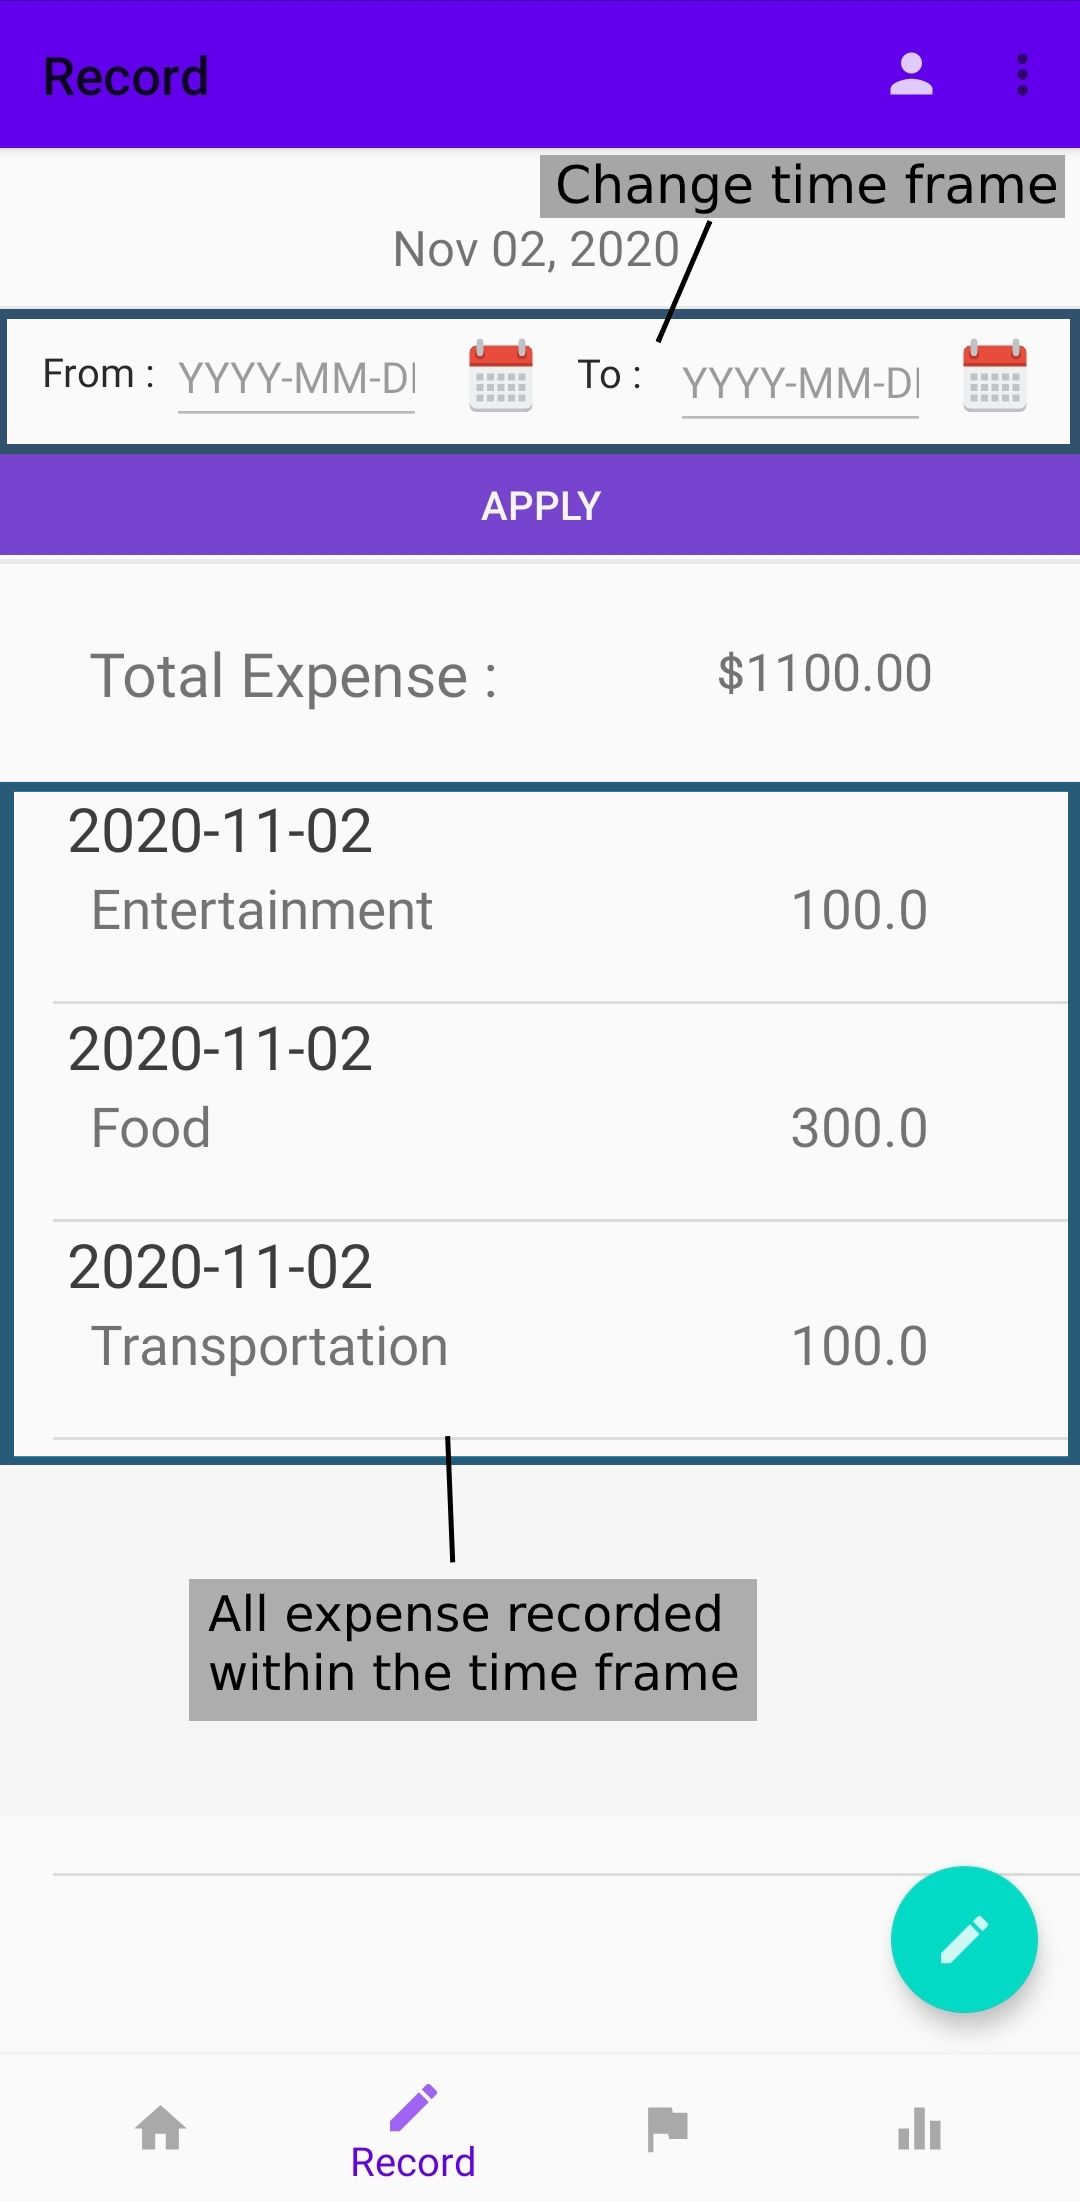 Record
Change time frame
Nov 02, 2020
From : YYYY-MM-D To : YYYY-MM-D
APPLY
Total Expense : $1100.00
2020-11-02
Entertainment 100.0
2020-11-02
Food 300.0
2020-11-02
Transportation 100.0
All expense recorded
within the time frame
Record